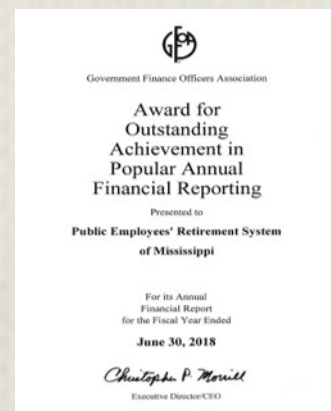 GFOA
Government Finance Officers Association
Award for
Outstanding
Achievement in
Popular Annual
Financial Reporting
Presented to
Public Employees' Retirement System
of Mississippi
For its Annual
Financial Report
for the Fiscal Year Ended
June 30, 2018
Christopher P. Morrill
Executive Director/CEO